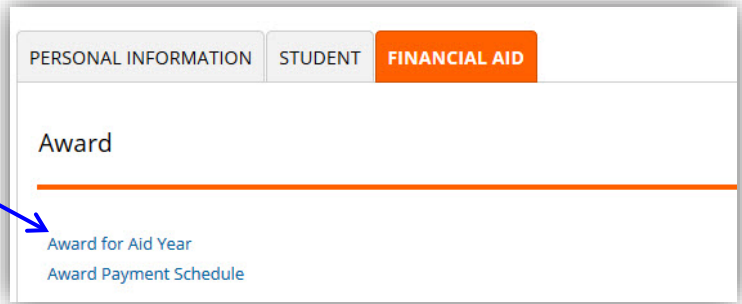 PERSONAL INFORMATION STUDENT FINANCIAL AID
Award
Award for Aid Year
Award Payment Schedule